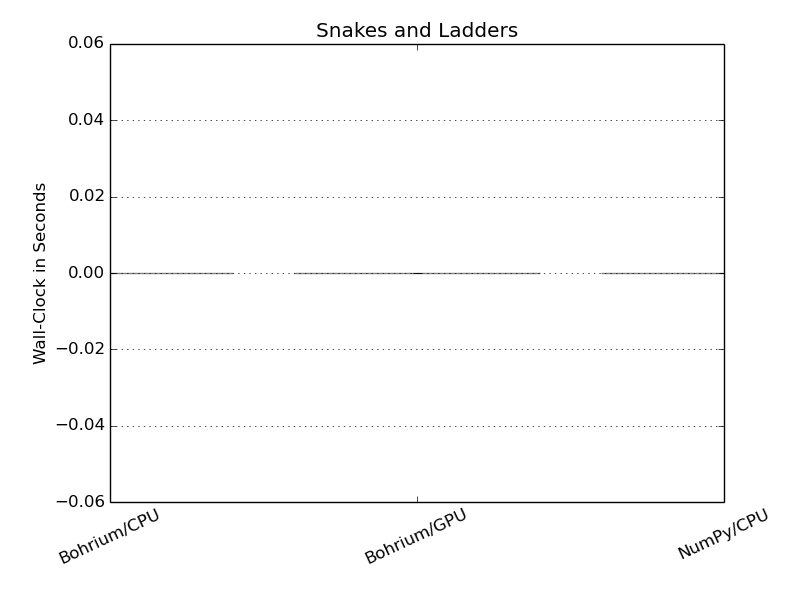 Snakes and Ladders
0.06
0.04
0.02
0.00
−0.02
−0.04
−0.06
Wall-Clock in Seconds
Bohrium/CPU
Bohrium/GPU
NumPy/CPU